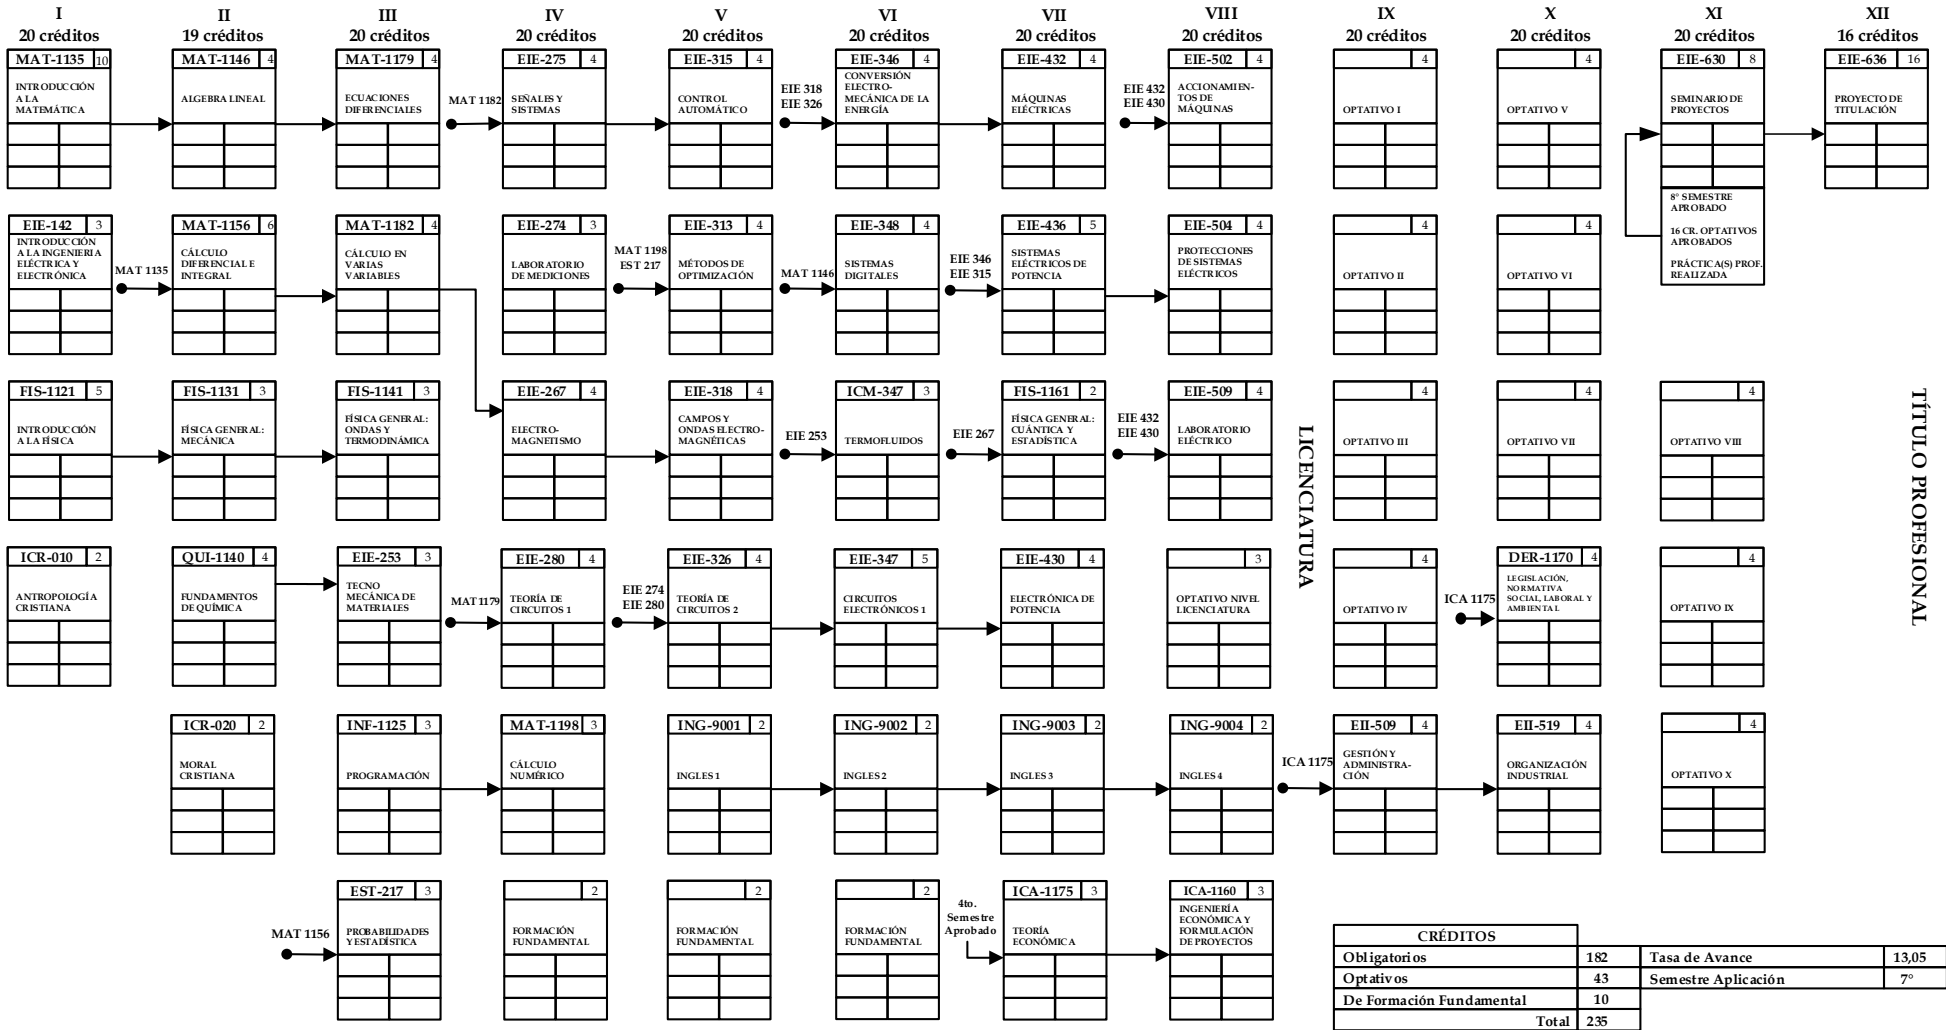 I
20 créditos
II
19 créditos
III
20 créditos
IV
20 créditos
V
20 créditos
VI
20 créditos
VII
20 créditos
VIII
20 créditos
IX
20 créditos
X
20 créditos
XI
20 créditos
XII
16 créditos
MAT-1135 10
INTRODUCCIÓN
A LA
MATEMÁTICA
MAT-1146 4
ALGEBRA LINEAL
MAT-1179 4
ECUACIONES
DIFERENCIALES
MAT 1182
EIE-275 4
SEÑALES Y
SISTEMAS
EIE-315 4
CONTROL
AUTOMÁTICO
EIE 318
EIE 326
EIE-346 4
CONVERSIÓN
ELECTRO-
MECÁNICA DE LA
ENERGÍA
EIE-432 4
MÁQUINAS
ELÉCTRICAS
EIE 432
EIE 430
EIE-502 4
ACCIONAMIEN-
TOS DE
MÁQUINAS
4
OPTATIVO I
4
OPTATIVO V
EIE-630 8
SEMINARIO DE
PROYECTOS
8° SEMESTRE
APROBADO
16 CR. OPTATIVOS
APROBADOS
PRÁCTICA(S) PROF.
REALIZADA
EIE-636 16
PROYECTO DE
TITULACIÓN
EIE-142 3
INTRODUCCIÓN
A LA INGENIERIA
ELÉCTRICA Y
ELECTRÓNICA
MAT 1135
MAT-1156 6
CÁLCULO
DIFERENCIAL E
INTEGRAL
MAT-1182 4
CÁLCULO EN
VARIAS
VARIABLES
EIE-274 3
LABORATORIO
DE MEDICIONES
MAT 1198
EST 217
EIE-313 4
MÉTODOS DE
OPTIMIZACIÓN
MAT 1146
EIE-348 4
SISTEMAS
DIGITALES
EIE 346
EIE 315
EIE-436 5
SISTEMAS
ELÉCTRICOS DE
POTENCIA
EIE-504 4
PROTECCIONES
DE SISTEMAS
ELÉCTRICOS
4
OPTATIVO II
4
OPTATIVO VI
FIS-1121 5
INTRODUCCIÓN
A LA FÍSICA
FIS-1131 3
FÍSICA GENERAL:
MECÁNICA
FIS-1141 3
FÍSICA GENERAL:
ONDAS Y
TERMODINÁMICA
EIE-267 4
ELECTRO-
MAGNETISMO
EIE-318 4
CAMPOS Y
ONDAS ELECTRO-
MAGNÉTICAS
EIE 253
ICM-347 3
TERMOFLUIDOS
EIE 267
FIS-1161 2
FÍSICA GENERAL:
CUÁNTICA Y
ESTADÍSTICA
EIE 432
EIE 430
EIE-509 4
LABORATORIO
ELÉCTRICO
LICENCIATURA
4
OPTATIVO III
4
OPTATIVO VII
4
OPTATIVO VIII
TÍTULO PROFESIONAL
ICR-010 2
ANTROPOLOGÍA
CRISTIANA
QUI-1140 4
FUNDAMENTOS
DE QUÍMICA
EIE-253 3
TECNO
MECÁNICA DE
MATERIALES
MAT 1179
EIE-280 4
TEORÍA DE
CIRCUITOS 1
EIE 274
EIE 280
EIE-326 4
TEORÍA DE
CIRCUITOS 2
EIE-347 5
CIRCUITOS
ELECTRÓNICOS 1
EIE-430 4
ELECTRÓNICA DE
POTENCIA
3
OPTATIVO NIVEL
LICENCIATURA
4
OPTATIVO IV
ICA 1175
DER-1170 4
LEGISLACIÓN,
NORMATIVA
SOCIAL, LABORAL Y
AMBIENTAL
4
OPTATIVO IX
ICR-020 2
MORAL
CRISTIANA
INF-1125 3
PROGRAMACIÓN
MAT-1198 3
CÁLCULO
NUMÉRICO
ING-9001 2
INGLES 1
ING-9002 2
INGLES 2
ING-9003 2
INGLES 3
ING-9004 2
INGLES 4
ICA 1175
EII-509 4
GESTIÓN Y
ADMINISTRA-
CIÓN
EII-519 4
ORGANIZACIÓN
INDUSTRIAL
4
OPTATIVO X
MAT 1156
EST-217 3
PROBABILIDADES
Y ESTADÍSTICA
2
FORMACIÓN
FUNDAMENTAL
2
FORMACIÓN
FUNDAMENTAL
2
FORMACIÓN
FUNDAMENTAL
4to.
Semestre
Aprobado
ICA-1175 3
TEORÍA
ECONÓMICA
ICA-1160 3
INGENIERÍA
ECONÓMICA Y
FORMULACIÓN
DE PROYECTOS
CRÉDITOS
Obligatorios 182 Tasa de Avance 13,05
Optativos 43 Semestre Aplicación 7°
De Formación Fundamental 10
Total 235